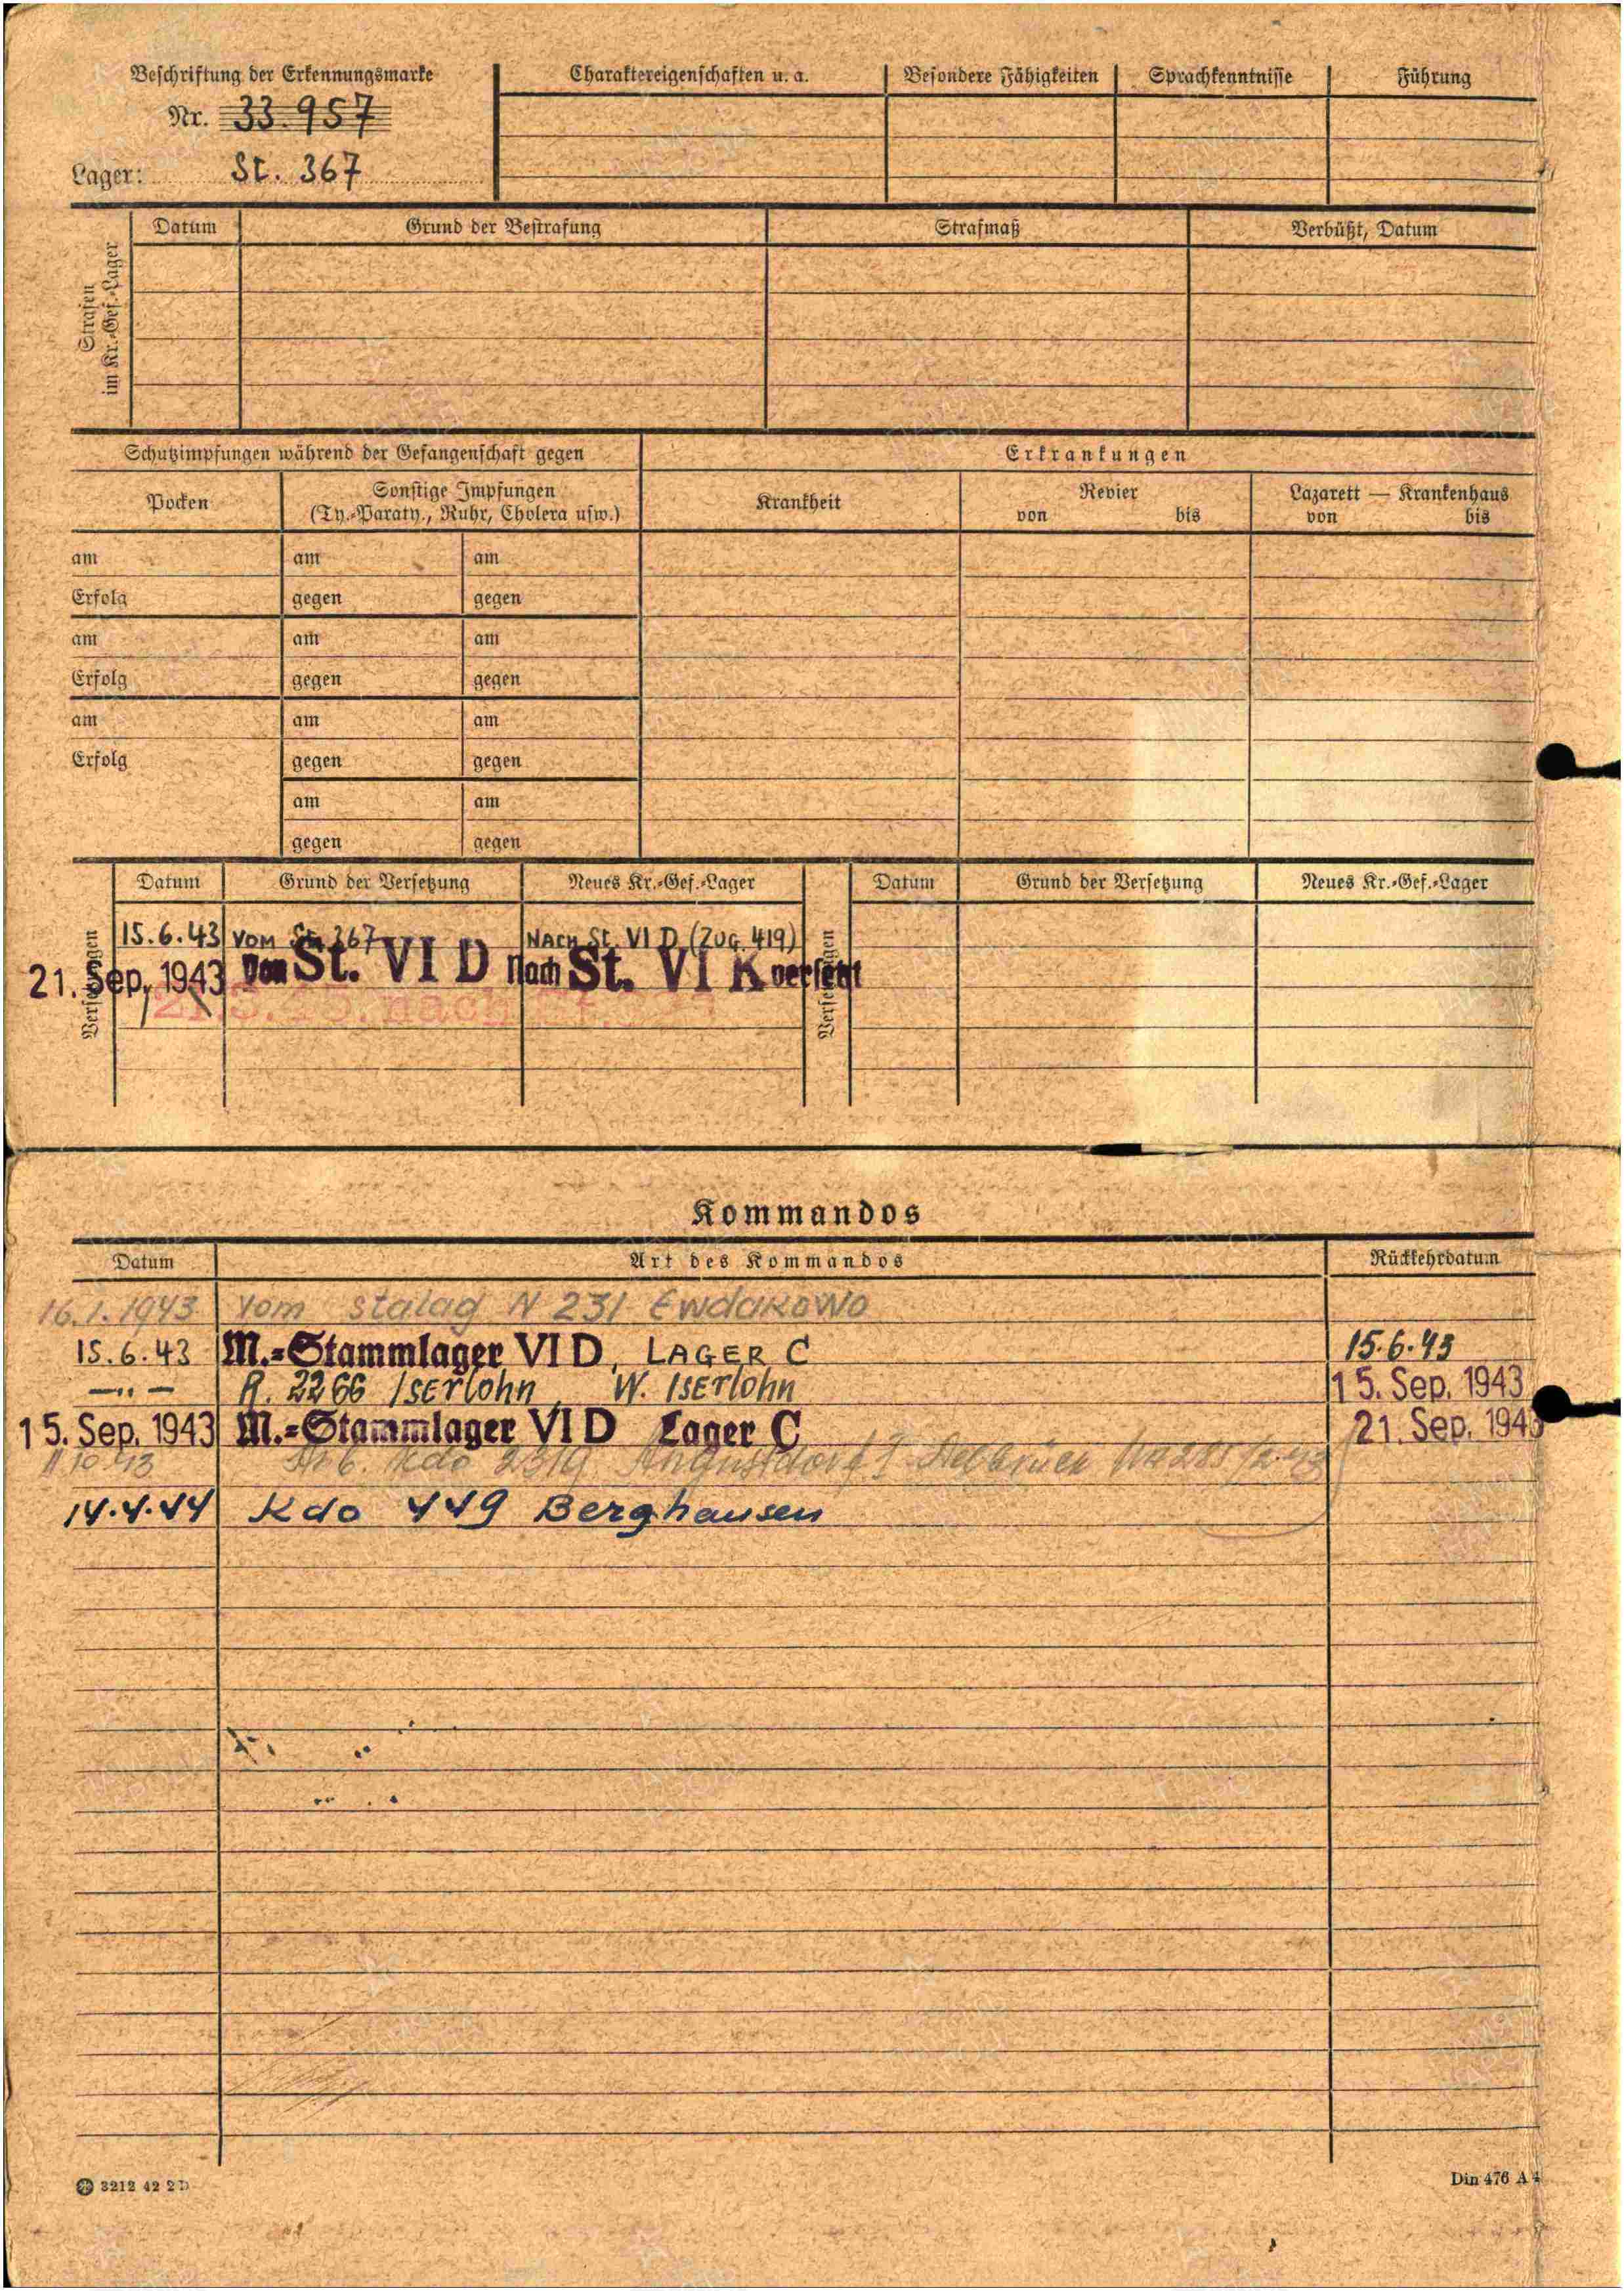 Beschriftung der Erkennungsmarke
Nr. 33.957
Lager: St. 367
Charaktereigenschaften u. a.
Besondere Fähigkeiten
Sprachkenntnisse
Führung
Strafen im Kr.-Gef.-Lager
Datum
Grund der Bestrafung
Strafmaß
Verbüßt, Datum
Schutzimpfungen während der Gefangenschaft gegen
Erkrankungen
Pocken
Sonstige Impfungen
(Ty.-Paraty., Ruhr, Cholera usw.)
Krankheit
Revier
von bis
Lazarett — Krankenhaus
von bis
am am am
Erfolg gegen gegen
am am am
Erfolg gegen gegen
am am am
Erfolg gegen gegen
am am
gegen gegen
Versetzungen
Datum Grund der Versetzung Neues Kr.-Gef.-Lager
Versetzungen
Datum Grund der Versetzung Neues Kr.-Gef.-Lager
15.6.43 VOM St. 367 NACH St. VI D (ZUG. 419)
21. Sep. 1943 von St. VI D nach St. VI K versetzt
nach St.
Kommandos
Datum Art des Kommandos Rückkehrdatum
16.1.1943 vom Stalag N 231 Ewdakowo
15.6.43 M.-Stammlager VI D, LAGER C 15.6.43
—"— A. 2266 Iserlohn W. Iserlohn 15. Sep. 1943
15. Sep. 1943 M.-Stammlager VI D Lager C 21. Sep. 1943
10 43 Kdo 2319 Augustdorf
14.4.44 Kdo 449 Berghausen
3212 42 2 D
Din 476 A 4